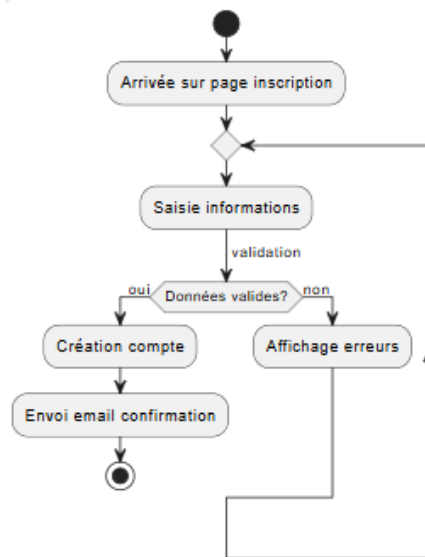 Arrivée sur page inscription
Saisie informations
validation
oui
Données valides?
non
Création compte
Affichage erreurs
Envoi email confirmation